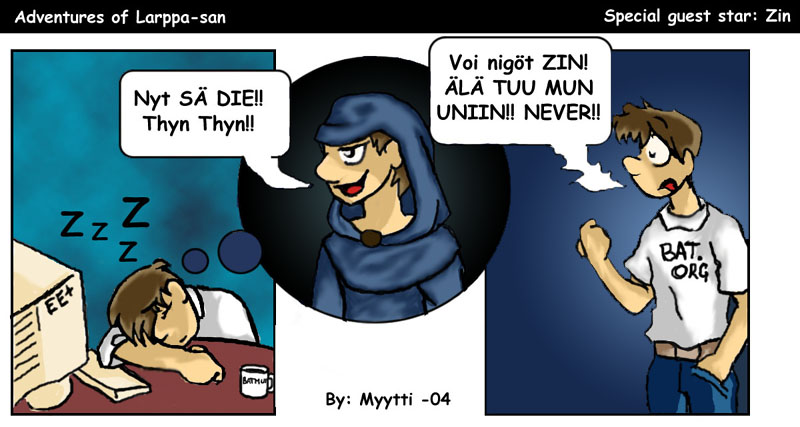 Adventures of Larppa-san
Special guest star: Zin
Nyt SÄ DIE!!
Thyn Thyn!!
Voi nigöt ZIN!
ÄLÄ TUU MUN
UNIIN!! NEVER!!
Z Z Z
Z
EE+
BATMUD
BAT.
ORG
By: Myytti -04